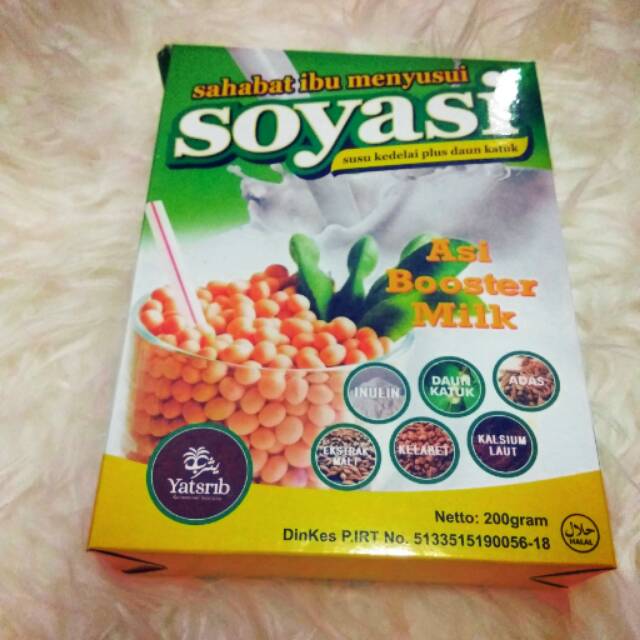 sahabat ibu menyusui
soyasi
susu kedelai plus daun katuk
Asi
Booster
Milk
INULIN
DAUN
KATUK
ADAS
EKSTRAK
MALT
KELABET
KALSIUM
LAUT
Yatsrib
Netto: 200gram
DinKes P.IRT No. 5133515190056-18
حلال
HALAL